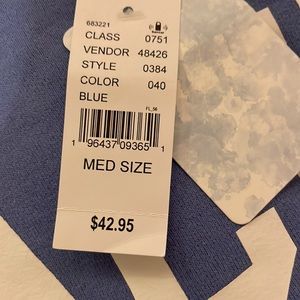 683221
CLASS 0751
VENDOR 48426
STYLE 0384
COLOR 040
BLUE
FL_56
1 96437 09365 1
MED SIZE
$42.95